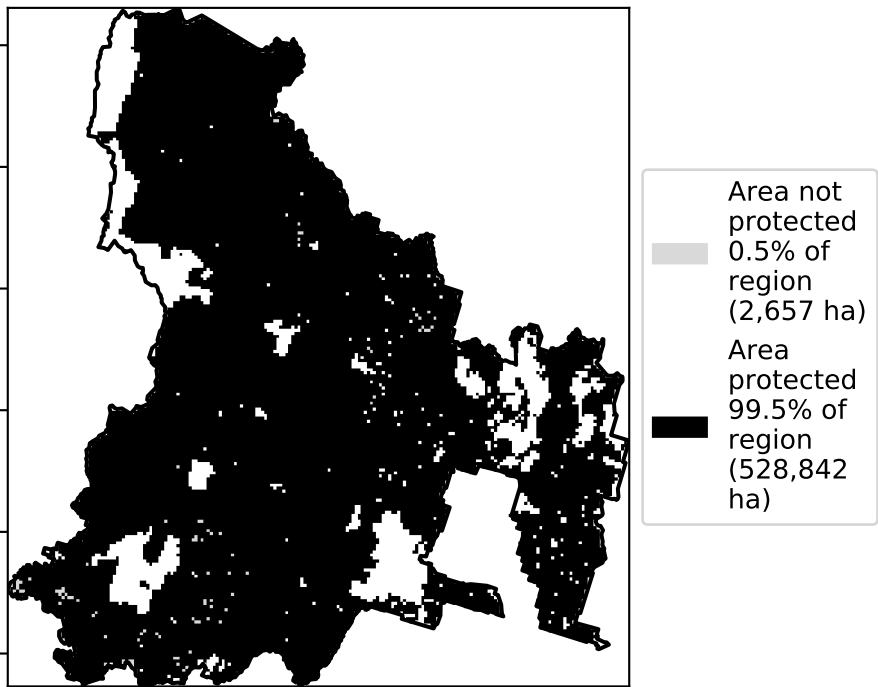 Area not
protected
0.5% of
region
(2,657 ha)
Area
protected
99.5% of
region
(528,842
ha)